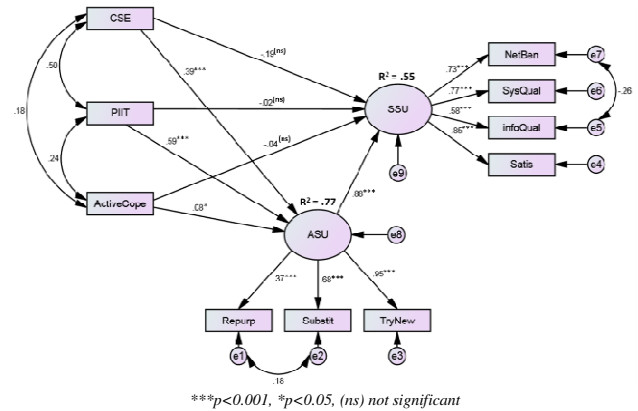 CSE
PIIT
ActiveCope
.50
.18
.24
-.19(ns)
.39***
-.02(ns)
.59***
-.04(ns)
.08*
R² = .55
SSU
R² = .77
ASU
.88***
e9
e8
.73***
.77***
.58***
.86***
NetBen
SysQual
infoQual
Satis
e7
e6
e5
e4
-.26
.37***
.68***
.95***
Repurp
Substit
TryNew
e1
e2
e3
.18
***p<0.001, *p<0.05, (ns) not significant